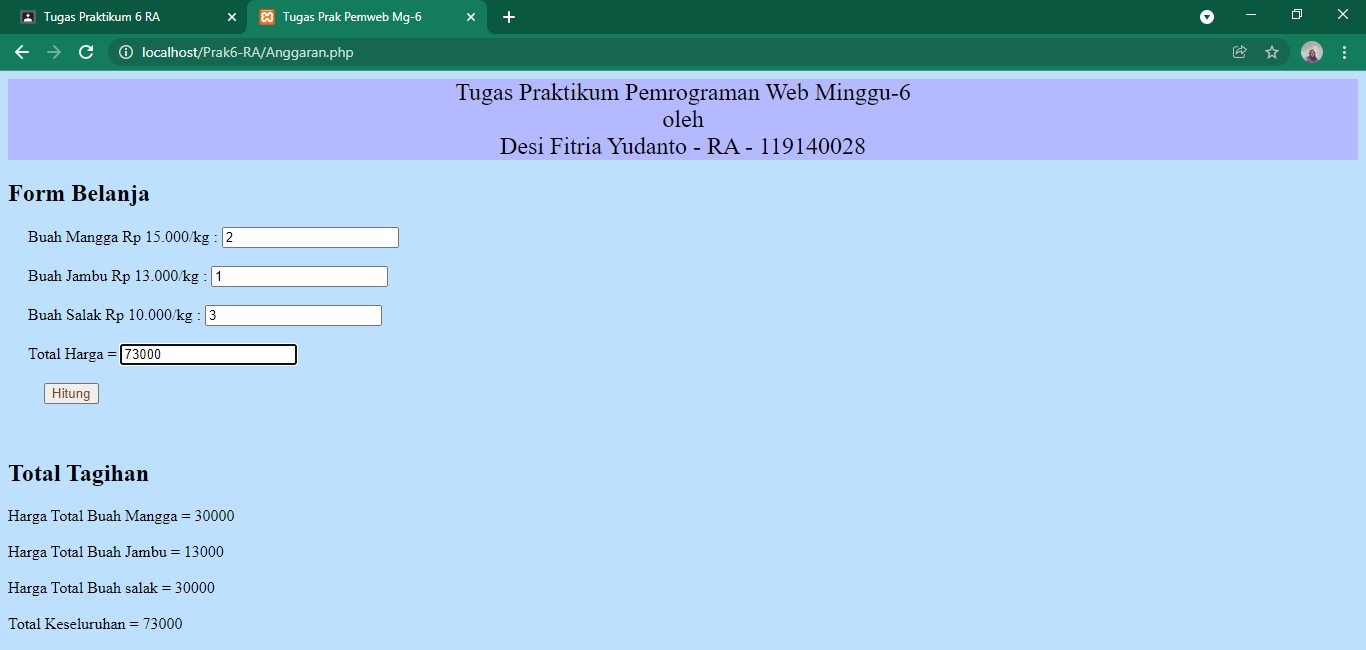 Tugas Praktikum 6 RA
Tugas Prak Pemweb Mg-6
localhost/Prak6-RA/Anggaran.php
Tugas Praktikum Pemrograman Web Minggu-6
oleh
Desi Fitria Yudanto - RA - 119140028
Form Belanja
Buah Mangga Rp 15.000/kg : 2
Buah Jambu Rp 13.000/kg : 1
Buah Salak Rp 10.000/kg : 3
Total Harga = 73000
Hitung
Total Tagihan
Harga Total Buah Mangga = 30000
Harga Total Buah Jambu = 13000
Harga Total Buah salak = 30000
Total Keseluruhan = 73000